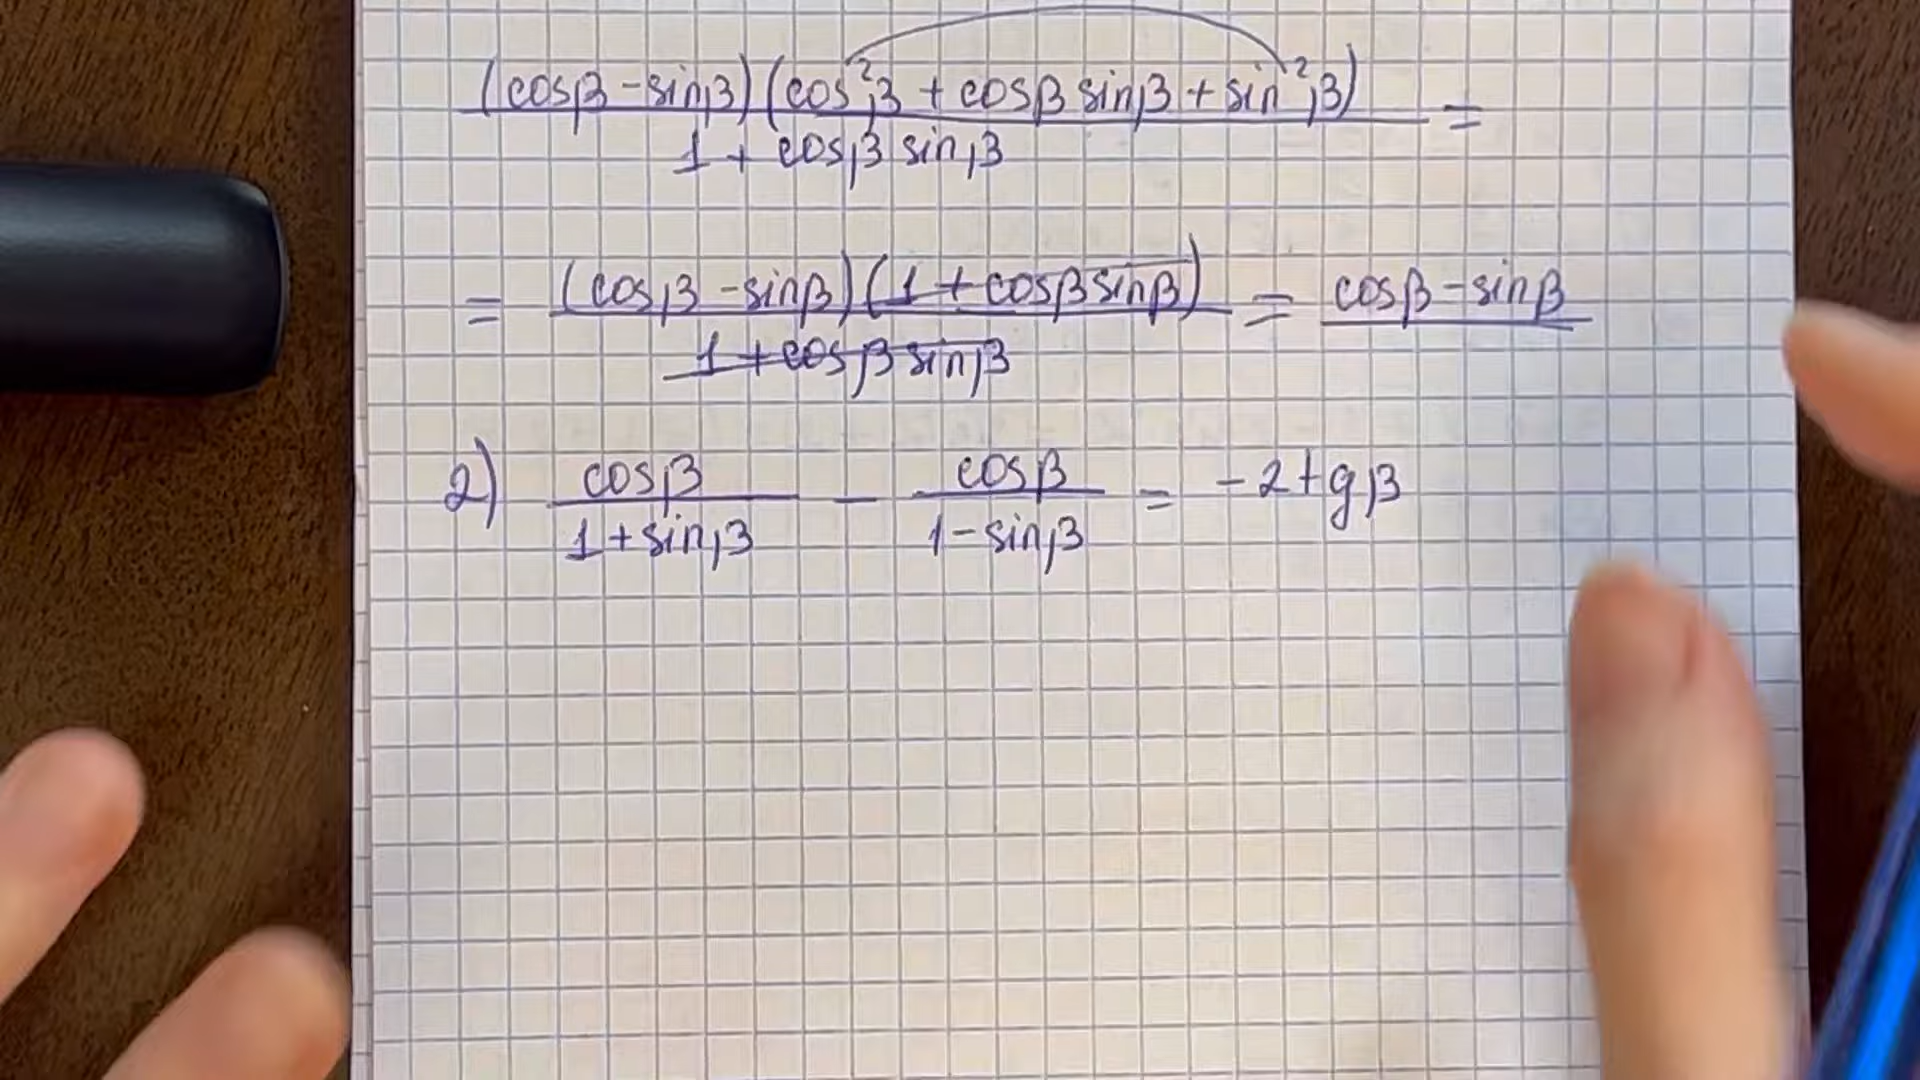 (cosβ - sinβ)(cos²β + cosβ sinβ + sin²β) =
1 + cosβ sinβ
= (cosβ - sinβ)(1 + cosβ sinβ) = cosβ - sinβ
1 + cosβ sinβ
2) cosβ - cosβ = -2tgβ
1 + sinβ 1 - sinβ